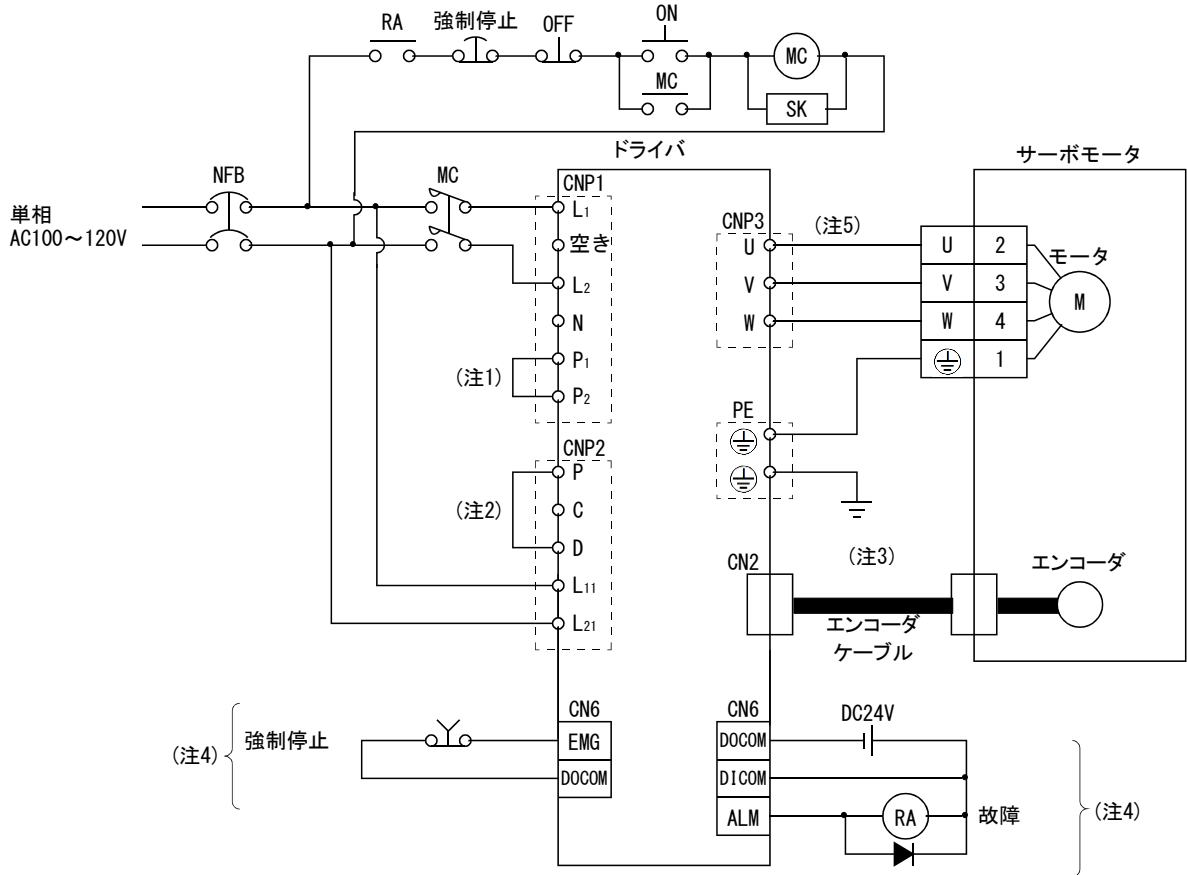 RA
強制停止
OFF
ON
MC
MC
SK
ドライバ
サーボモータ
NFB
MC
CNP1
単相
AC100～120V
L1
空き
L2
N
P1
P2
(注1)
CNP3
(注5)
U
V
W
U
2
V
3
W
4
1
モータ
M
PE
CNP2
P
(注2)
C
D
L11
L21
CN2
(注3)
エンコーダ
エンコーダ
ケーブル
(注4)
強制停止
CN6
EMG
DOCOM
CN6
DOCOM
DICOM
ALM
DC24V
RA
故障
(注4)